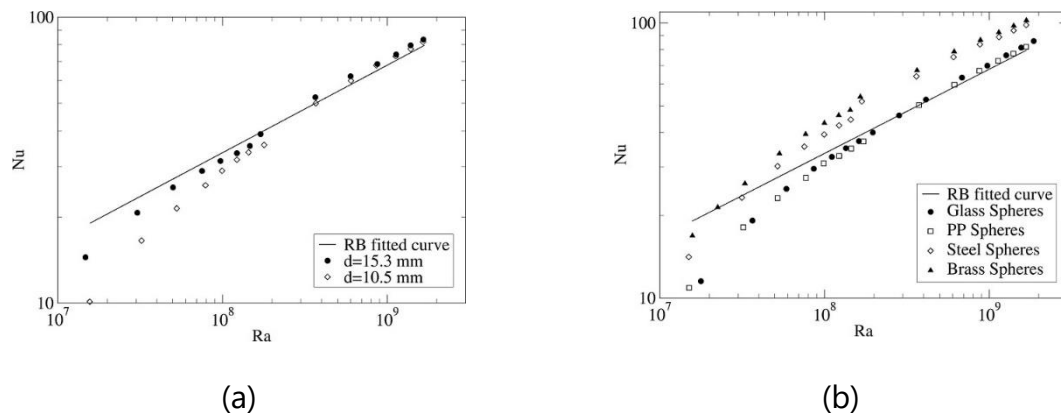 100
Nu
10
10^7
10^8
10^9
Ra
RB fitted curve
d=15.3 mm
d=10.5 mm
(a)
100
Nu
10
10^7
10^8
10^9
Ra
RB fitted curve
Glass Spheres
PP Spheres
Steel Spheres
Brass Spheres
(b)